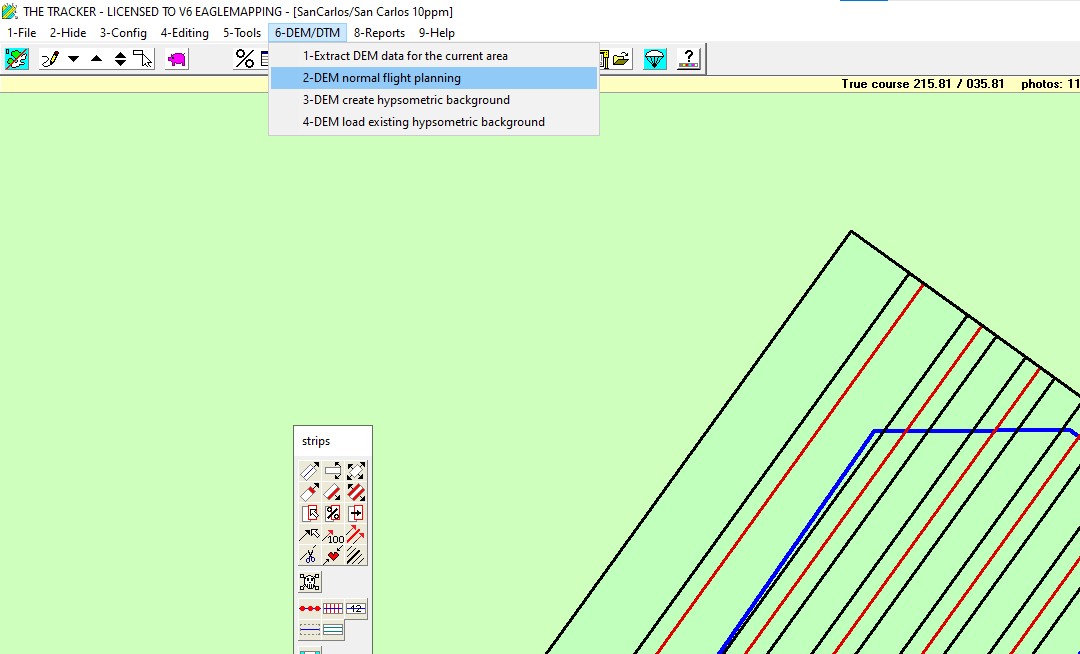 THE TRACKER - LICENSED TO V6 EAGLEMAPPING - [SanCarlos/San Carlos 10ppm]
1-File 2-Hide 3-Config 4-Editing 5-Tools 6-DEM/DTM 8-Reports 9-Help
% ?
1-Extract DEM data for the current area
2-DEM normal flight planning
True course 215.81 / 035.81 photos: 11
3-DEM create hypsometric background
4-DEM load existing hypsometric background
strips
%
100
12